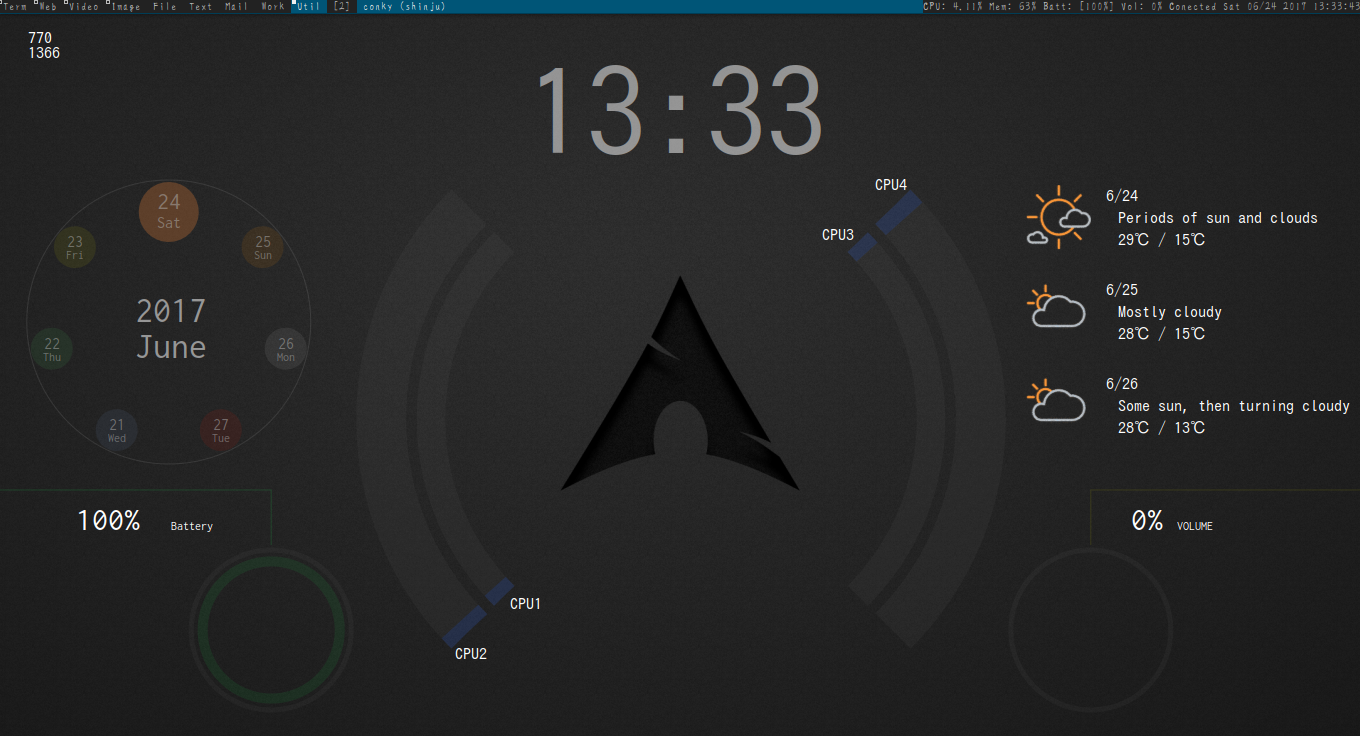 Term Web Video Image File Text Mail Work Util [2] conky (shinju) CPU: 4.11% Mem: 63% Batt: [100%] Vol: 0% Conected Sat 06/24 2017 13:33:43
770
1366
13:33
24
Sat
23
Fri
25
Sun
2017
June
22
Thu
26
Mon
21
Wed
27
Tue
100% Battery
CPU4
CPU3
CPU1
CPU2
6/24
Periods of sun and clouds
29℃ / 15℃
6/25
Mostly cloudy
28℃ / 15℃
6/26
Some sun, then turning cloudy
28℃ / 13℃
0% VOLUME